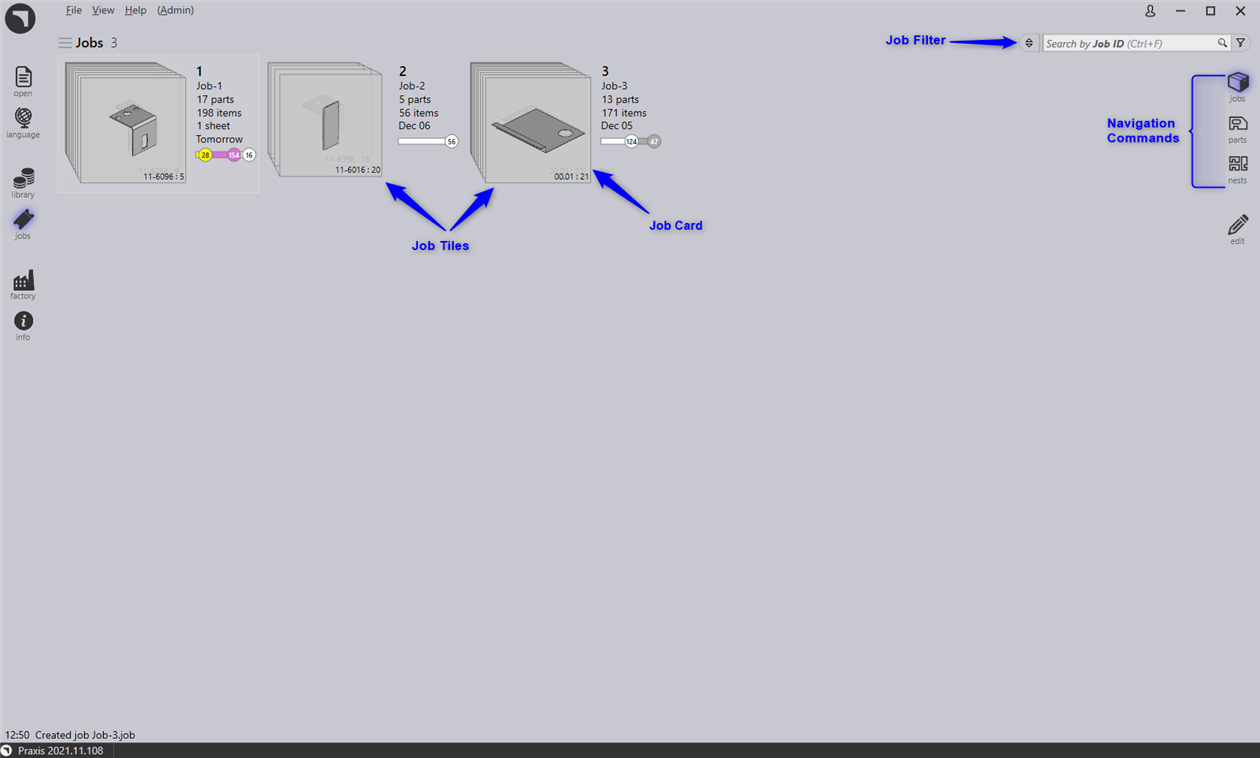 File View Help (Admin)
Jobs 3
Job Filter
Search by Job ID (Ctrl+F)
open
language
library
jobs
factory
info
1
Job-1
17 parts
198 items
1 sheet
Tomorrow
28 154 16
11-6096 : 5
2
Job-2
5 parts
56 items
Dec 06
56
11-6096 : 18
11-6016 : 20
3
Job-3
13 parts
171 items
Dec 05
124 47
00.01 : 21
Job Tiles
Job Card
Navigation
Commands
jobs
parts
nests
edit
12:50 Created job Job-3.job
Praxis 2021.11.108